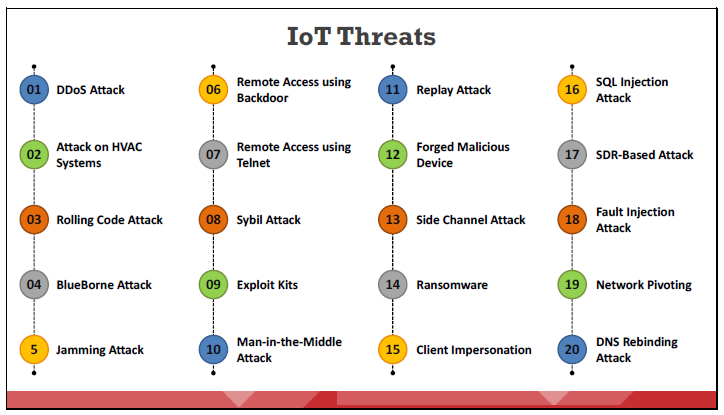 IoT Threats
01 DDoS Attack
02 Attack on HVAC
Systems
03 Rolling Code Attack
04 BlueBorne Attack
5 Jamming Attack
06 Remote Access using
Backdoor
07 Remote Access using
Telnet
08 Sybil Attack
09 Exploit Kits
10 Man-in-the-Middle
Attack
11 Replay Attack
12 Forged Malicious
Device
13 Side Channel Attack
14 Ransomware
15 Client Impersonation
16 SQL Injection
Attack
17 SDR-Based Attack
18 Fault Injection
Attack
19 Network Pivoting
20 DNS Rebinding
Attack